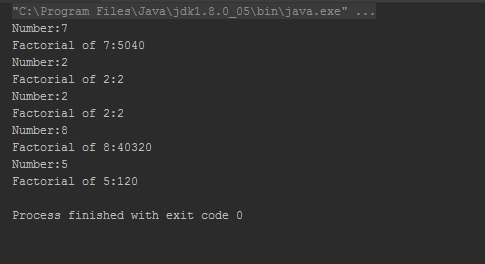 "C:\Program Files\Java\jdk1.8.0_05\bin\java.exe" ...
Number:7
Factorial of 7:5040
Number:2
Factorial of 2:2
Number:2
Factorial of 2:2
Number:8
Factorial of 8:40320
Number:5
Factorial of 5:120
Process finished with exit code 0